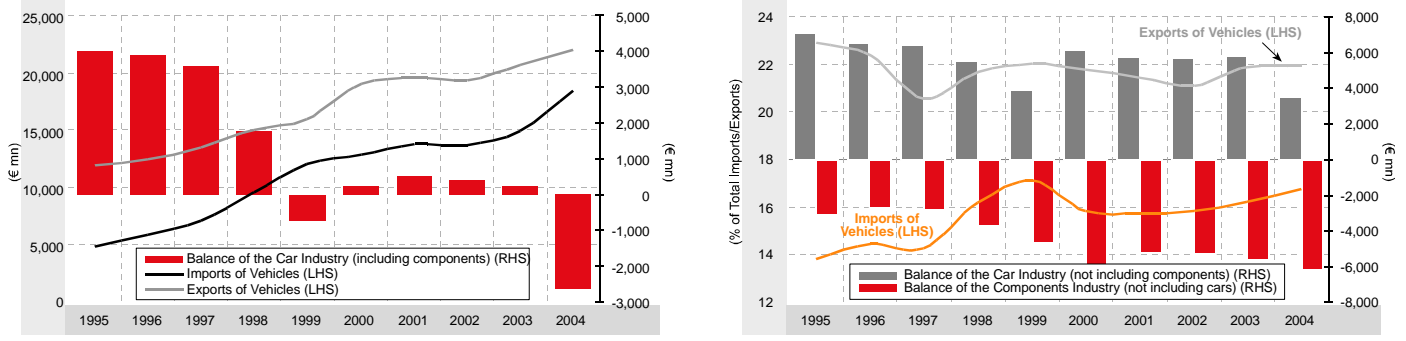 25,000
20,000
15,000
10,000
5,000
0
(€ mn)
5,000
4,000
3,000
2,000
1,000
0
-1,000
-2,000
-3,000
(€ mn)
Balance of the Car Industry (including components) (RHS)
Imports of Vehicles (LHS)
Exports of Vehicles (LHS)
1995 1996 1997 1998 1999 2000 2001 2002 2003 2004
24
22
20
18
16
14
12
(% of Total Imports/Exports)
8,000
6,000
4,000
2,000
0
-2,000
-4,000
-6,000
-8,000
(€ mn)
Exports of Vehicles (LHS)
Imports of
Vehicles (LHS)
Balance of the Car Industry (not including components) (RHS)
Balance of the Components Industry (not including cars) (RHS)
1995 1996 1997 1998 1999 2000 2001 2002 2003 2004